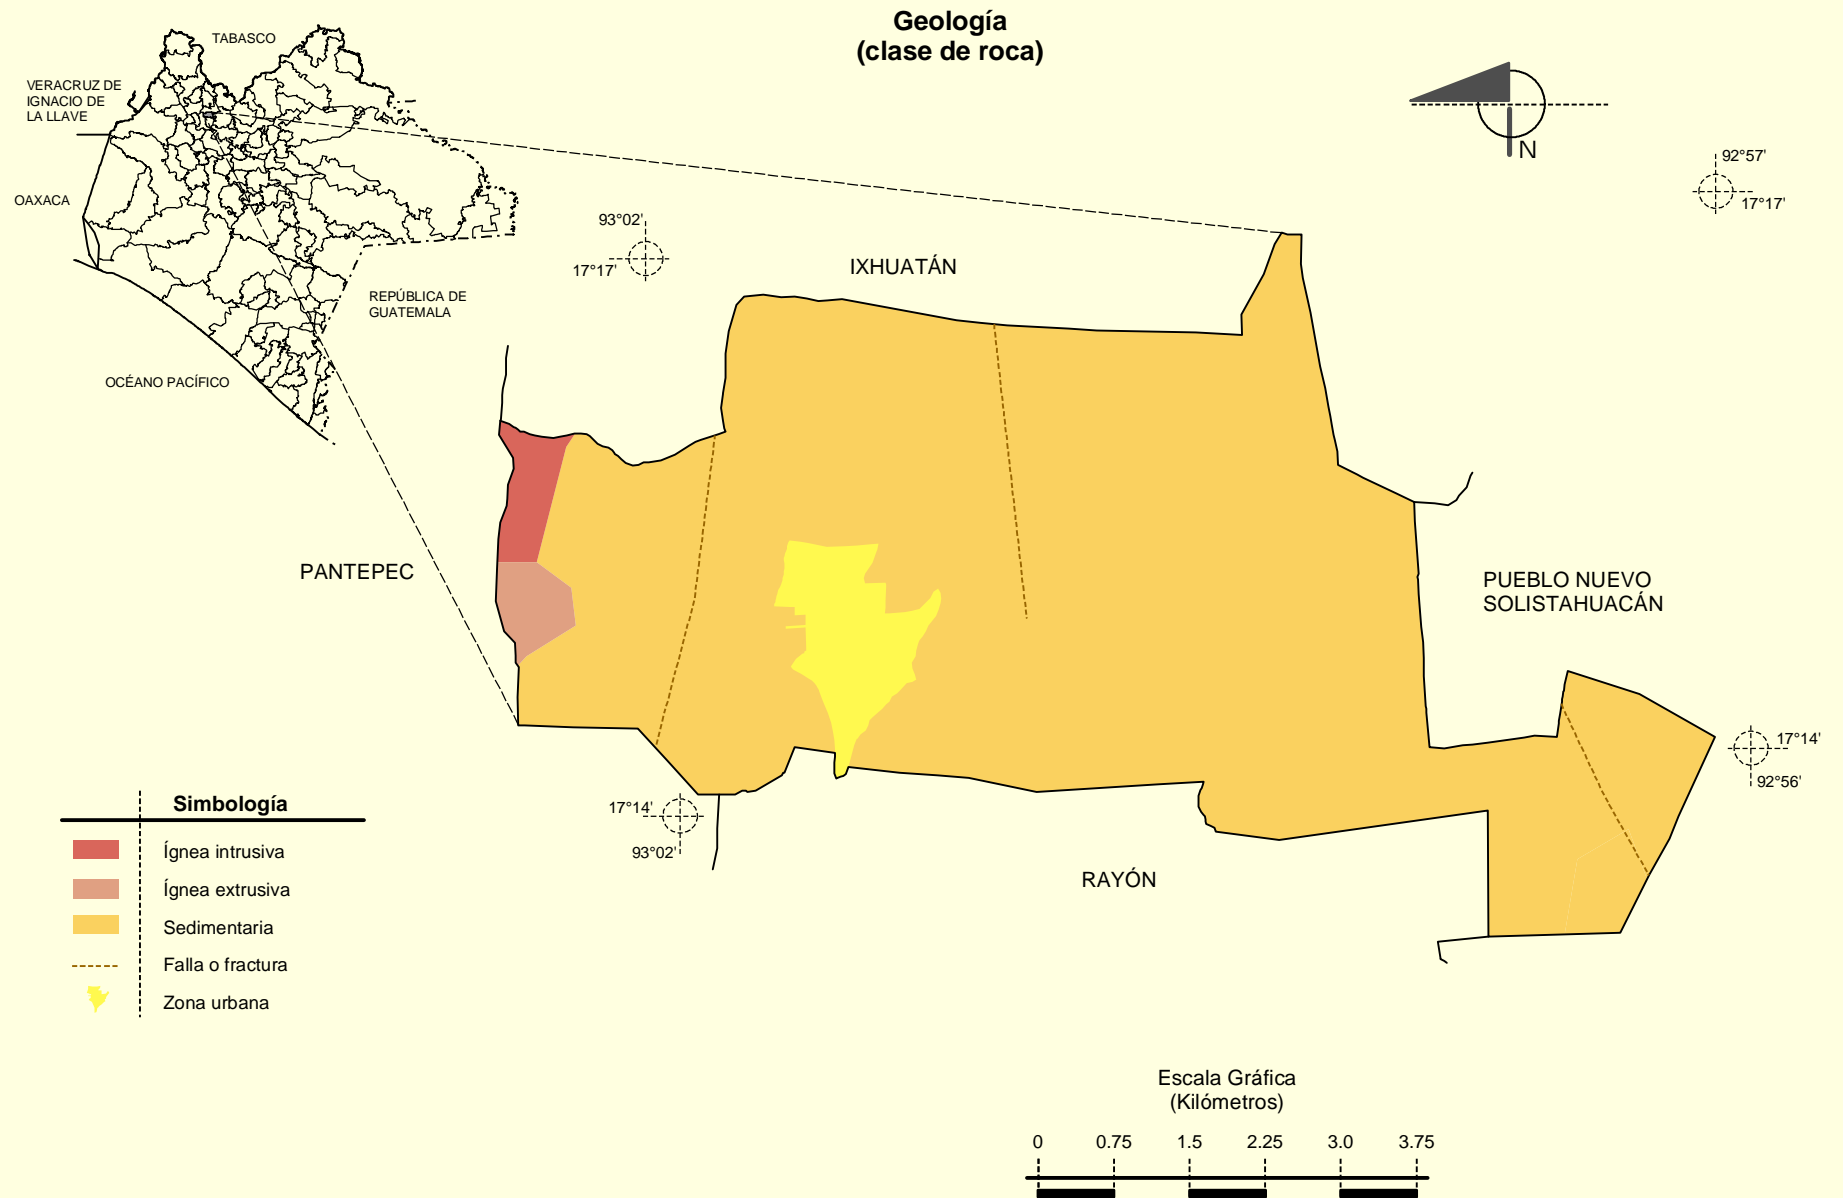 Geología
(clase de roca)
TABASCO
VERACRUZ DE
IGNACIO DE
LA LLAVE
OAXACA
REPÚBLICA DE
GUATEMALA
OCÉANO PACÍFICO
N
92°57'
17°17'
93°02'
17°17'
IXHUATÁN
PANTEPEC
PUEBLO NUEVO
SOLISTAHUACÁN
17°14'
92°56'
17°14'
93°02'
RAYÓN
Simbología
Ígnea intrusiva
Ígnea extrusiva
Sedimentaria
Falla o fractura
Zona urbana
Escala Gráfica
(Kilómetros)
0 0.75 1.5 2.25 3.0 3.75